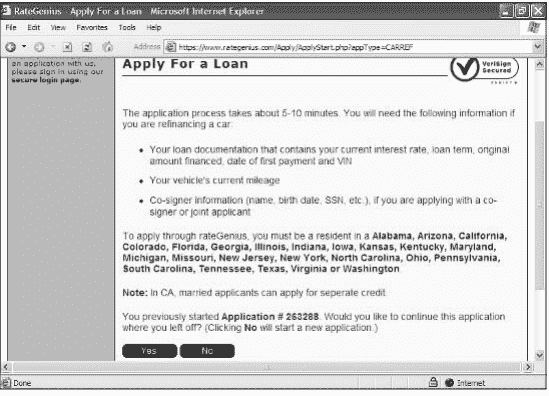 RateGenius - Apply For a Loan - Microsoft Internet Explorer
File Edit View Favorites Tools Help
Address https://www.rategenius.com/Apply/ApplyStart.php?appType=CARREF
an application with us,
please sign in using our
secure login page.
Apply For a Loan
VeriSign
Secured
The application process takes about 5-10 minutes. You will need the following information if
you are refinancing a car:
• Your loan documentation that contains your current interest rate, loan term, original
amount financed, date of first payment and VIN
• Your vehicle's current mileage
• Co-signer information (name, birth date, SSN, etc.), if you are applying with a co-
signer or joint applicant
To apply through rateGenius, you must be a resident in a Alabama, Arizona, California,
Colorado, Florida, Georgia, Illinois, Indiana, Iowa, Kansas, Kentucky, Maryland,
Michigan, Missouri, New Jersey, New York, North Carolina, Ohio, Pennsylvania,
South Carolina, Tennessee, Texas, Virginia or Washington.
Note: In CA, married applicants can apply for seperate credit.
You previously started Application # 263288. Would you like to continue this application
where you left off? (Clicking No will start a new application.)
Yes No
Done Internet